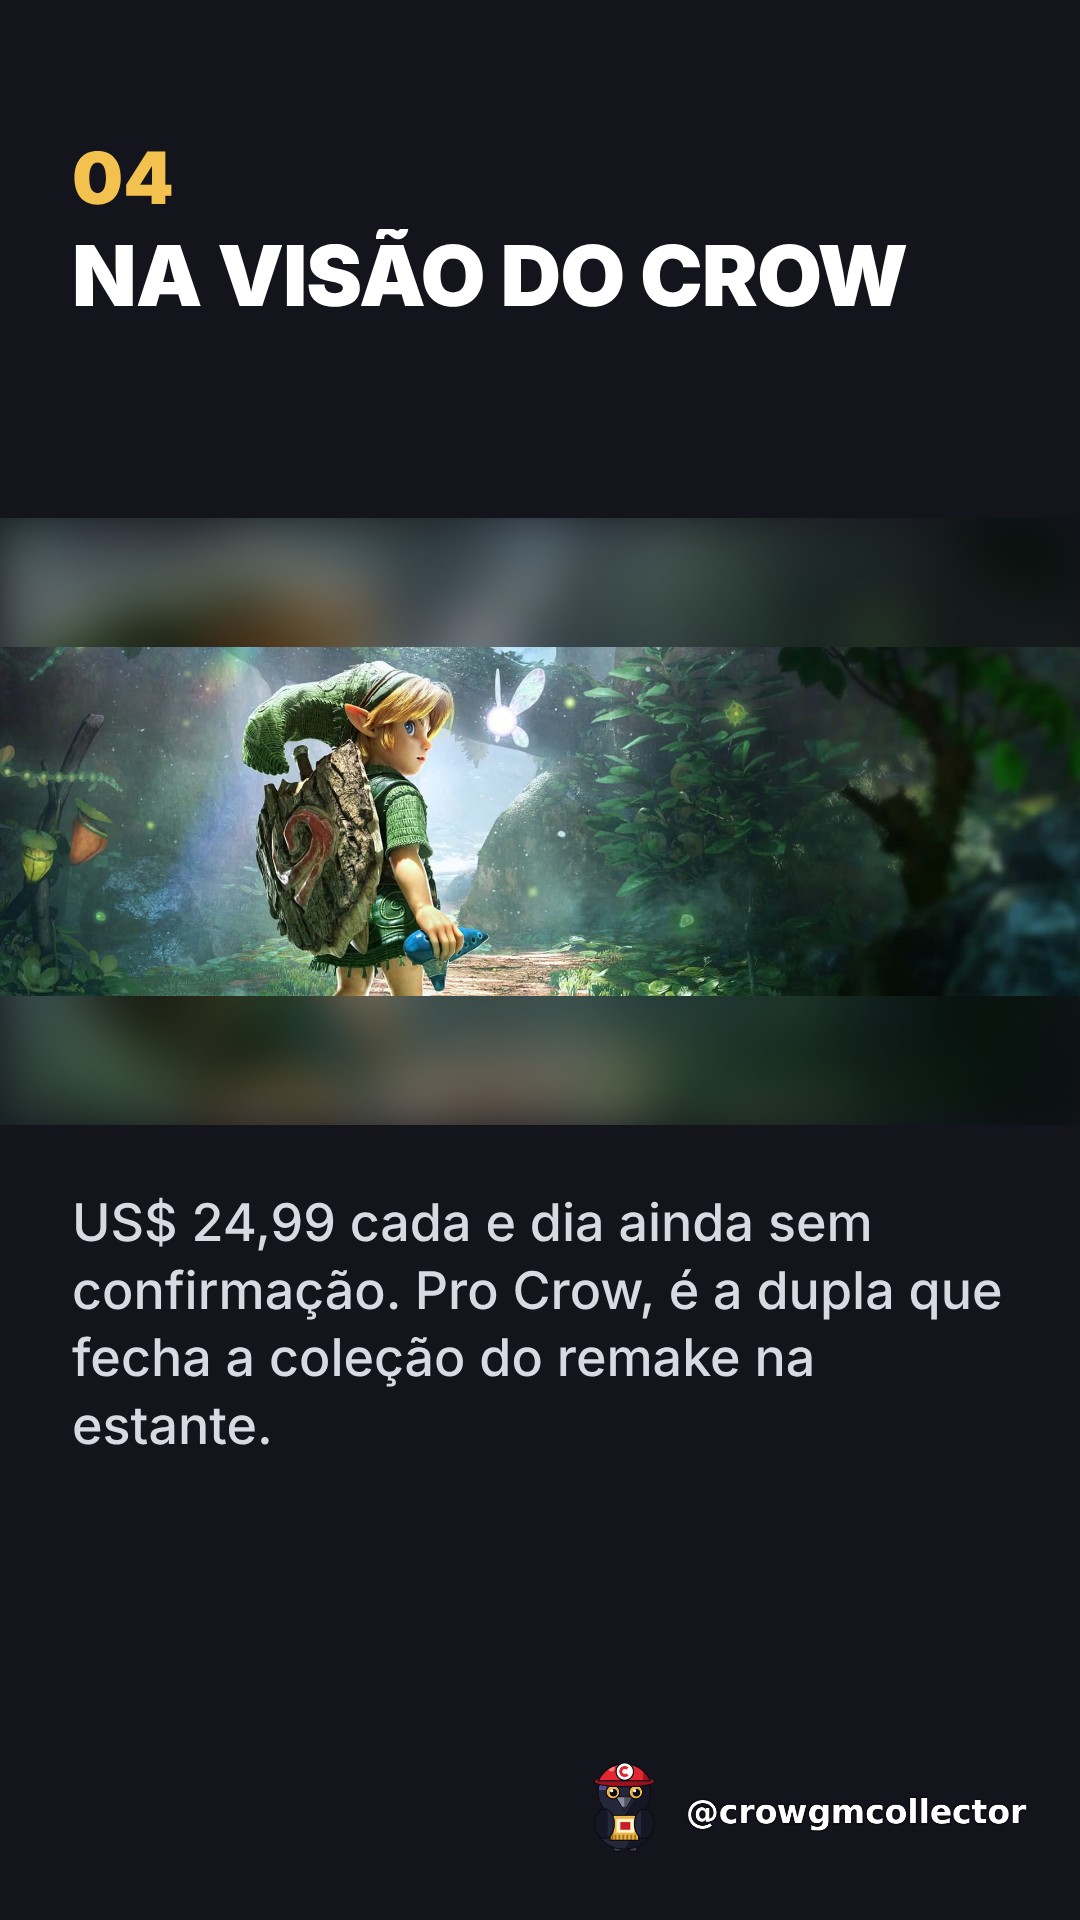 04
NA VISÃO DO CROW
US$ 24,99 cada e dia ainda sem
confirmação. Pro Crow, é a dupla que
fecha a coleção do remake na
estante.
C
@crowgmcollector